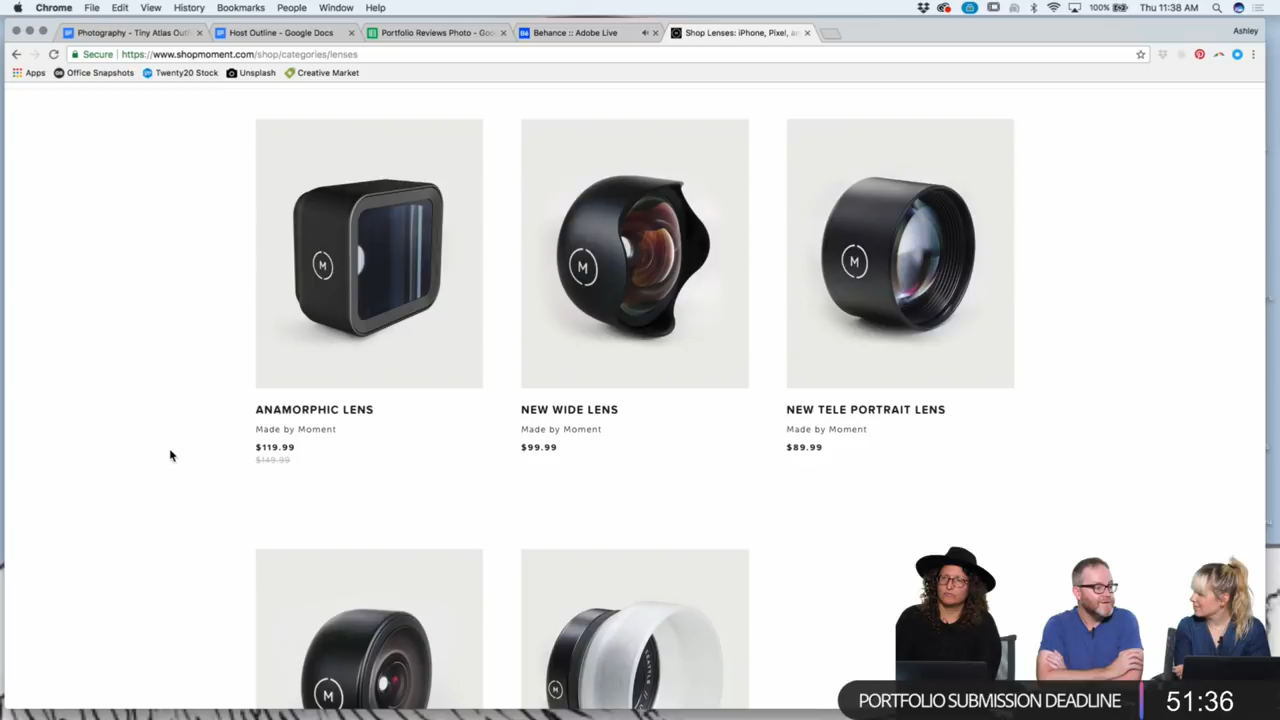 Chrome File Edit View History Bookmarks People Window Help 100% Thu 11:38 AM
Photography - Tiny Atlas Outl Host Outline - Google Docs Portfolio Reviews Photo - Goo Behance :: Adobe Live Shop Lenses: iPhone, Pixel, an Ashley
Secure https://www.shopmoment.com/shop/categories/lenses
Apps Office Snapshots Twenty20 Stock Unsplash Creative Market
M
M
M
ANAMORPHIC LENS
Made by Moment
$119.99
$149.99
NEW WIDE LENS
Made by Moment
$99.99
NEW TELE PORTRAIT LENS
Made by Moment
$89.99
M
M
SEATTLE
PORTFOLIO SUBMISSION DEADLINE 51:36